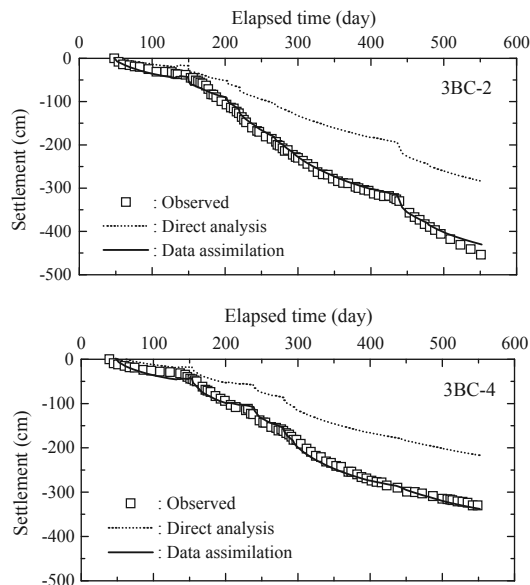 Elapsed time (day)
0 100 200 300 400 500 600
0
-100
-200
-300
-400
-500
Settlement (cm)
3BC-2
: Observed
: Direct analysis
: Data assimilation
Elapsed time (day)
0 100 200 300 400 500 600
0
-100
-200
-300
-400
-500
Settlement (cm)
3BC-4
: Observed
: Direct analysis
: Data assimilation